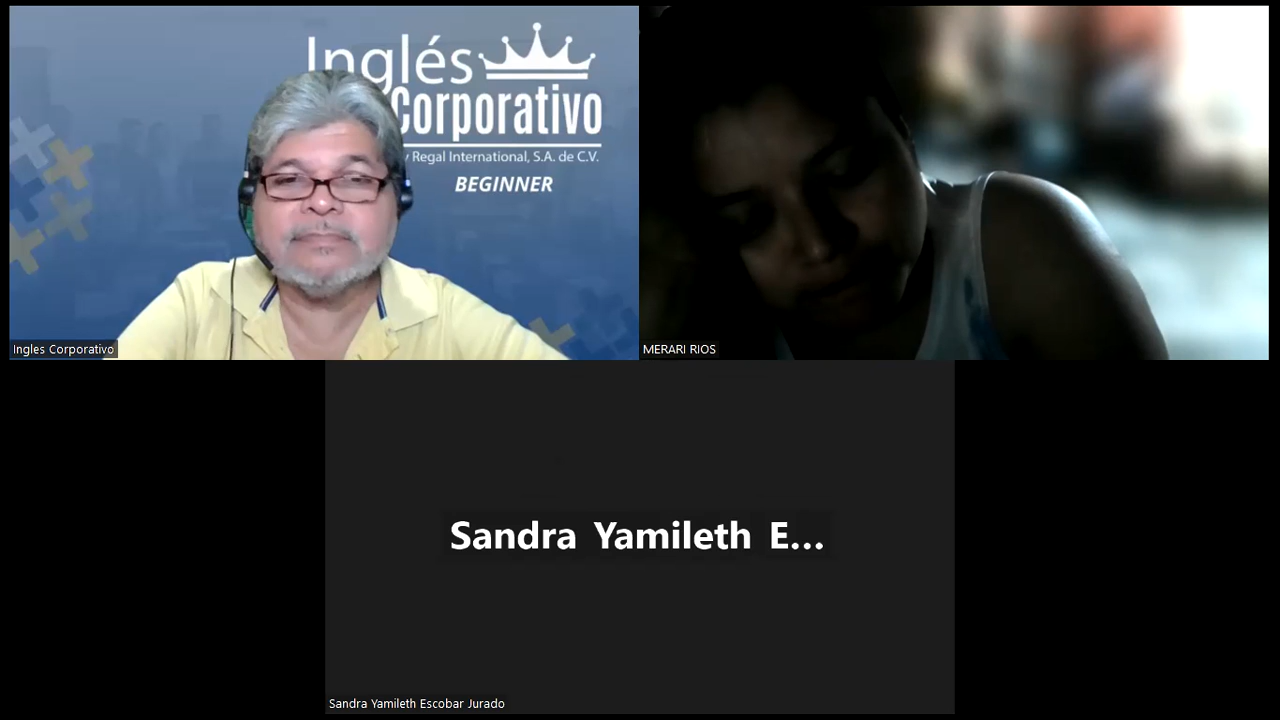 Inglés
Corporativo
y Regal International, S.A. de C.V.
BEGINNER
Ingles Corporativo
MERARI RIOS
Sandra Yamileth E...
Sandra Yamileth Escobar Jurado